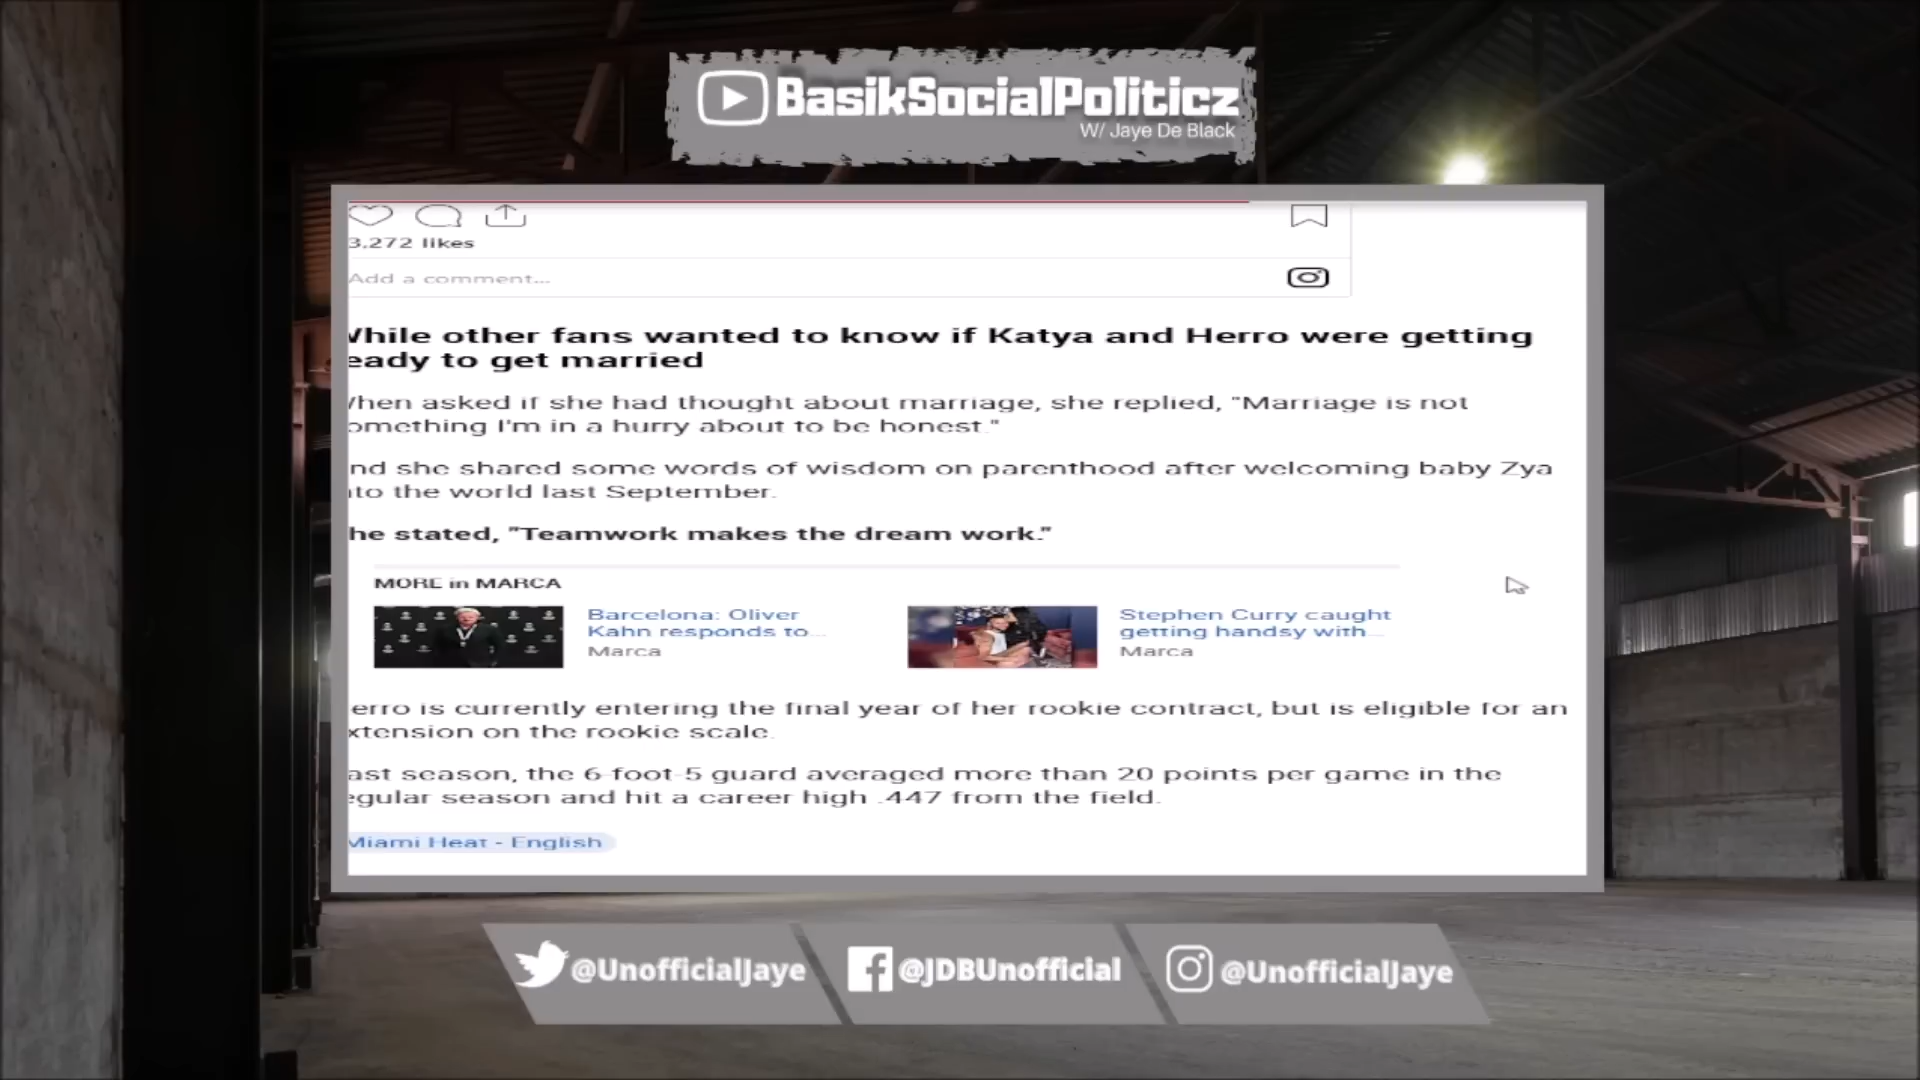 BasikSocialPoliticz
W/ Jaye De Black
3,272 likes
Add a comment...
While other fans wanted to know if Katya and Herro were getting
eady to get married
hen asked if she had thought about marriage, she replied, "Marriage is not
omething I'm in a hurry about to be honest."
nd she shared some words of wisdom on parenthood after welcoming baby Zya
to the world last September.
he stated, "Teamwork makes the dream work."
MORE in MARCA
Barcelona: Oliver
Kahn responds to...
Marca
Stephen Curry caught
getting handsy with...
Marca
erro is currently entering the final year of her rookie contract, but is eligible for an
xtension on the rookie scale.
ast season, the 6-foot-5 guard averaged more than 20 points per game in the
egular season and hit a career high .447 from the field.
Miami Heat - English
@UnofficialJaye
@JDBUnofficial
@UnofficialJaye